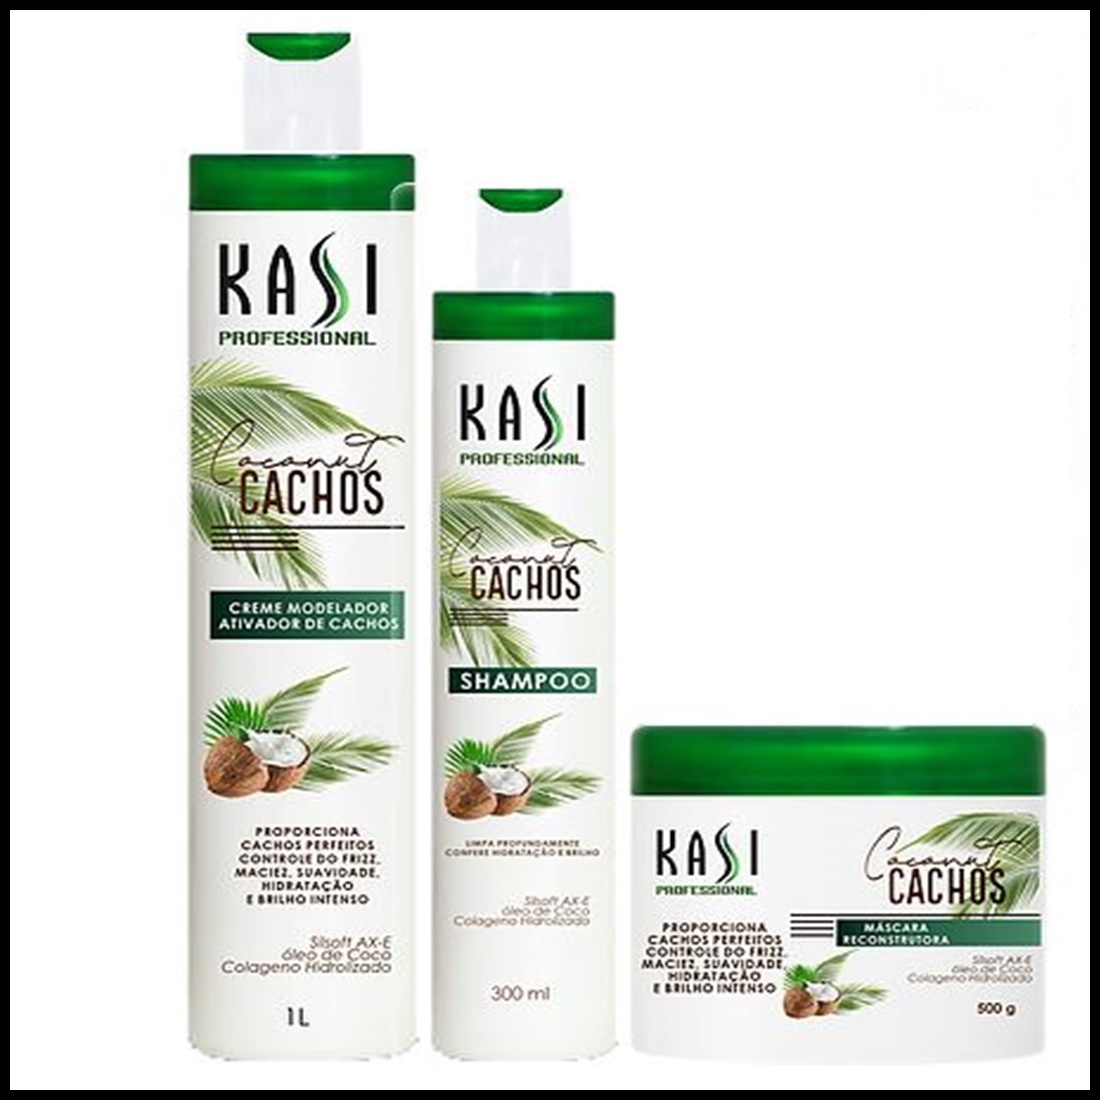 KASSI
PROFESSIONAL
Coconut
CACHOS
CREME MODELADOR
ATIVADOR DE CACHOS
PROPORCIONA
CACHOS PERFEITOS
CONTROLE DO FRIZZ,
MACIEZ, SUAVIDADE,
HIDRATAÇÃO
E BRILHO INTENSO
Silsoft AX-E
óleo de Coco
Colageno Hidrolizado
1L
KASSI
PROFESSIONAL
Coconut
CACHOS
SHAMPOO
LIMPA PROFUNDAMENTE
CONFERE HIDRATAÇÃO E BRILHO
Silsoft AX-E
óleo de Coco
Colageno Hidrolizado
300 ml
KASSI
PROFESSIONAL
Coconut
CACHOS
MÁSCARA
RECONSTRUTORA
PROPORCIONA
CACHOS PERFEITOS
CONTROLE DO FRIZZ,
MACIEZ, SUAVIDADE,
HIDRATAÇÃO
E BRILHO INTENSO
Silsoft AX-E
óleo de Coco
Colageno Hidrolizado
500 g